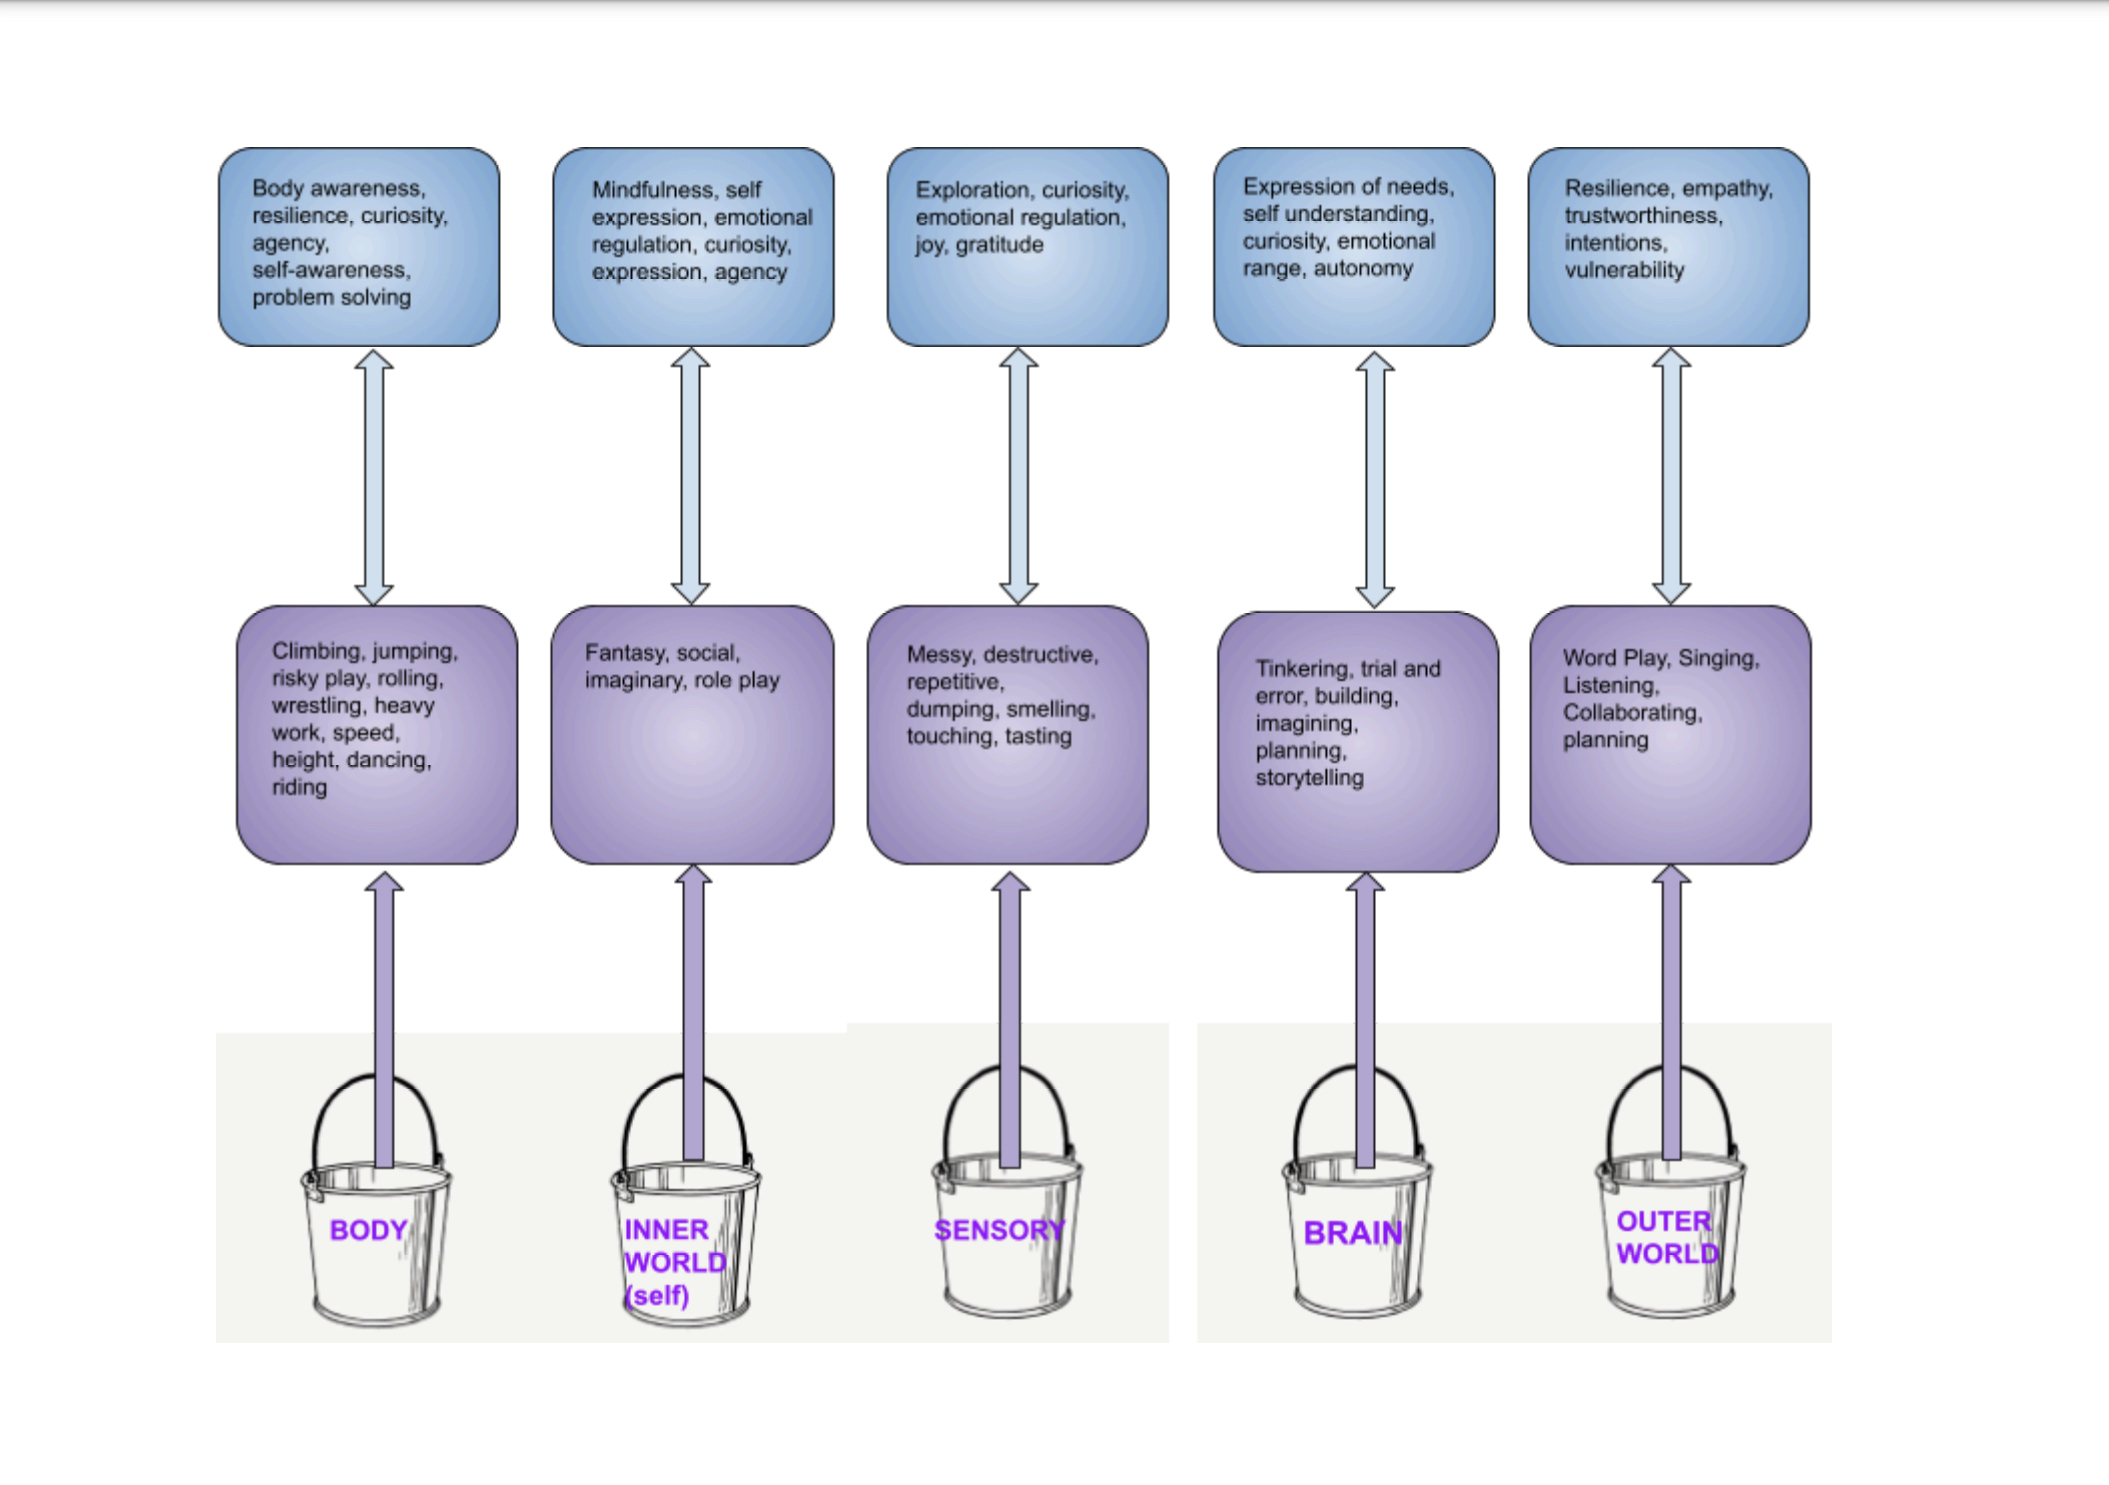 Body awareness,
resilience, curiosity,
agency,
self-awareness,
problem solving
Mindfulness, self
expression, emotional
regulation, curiosity,
expression, agency
Exploration, curiosity,
emotional regulation,
joy, gratitude
Expression of needs,
self understanding,
curiosity, emotional
range, autonomy
Resilience, empathy,
trustworthiness,
intentions,
vulnerability
Climbing, jumping,
risky play, rolling,
wrestling, heavy
work, speed,
height, dancing,
riding
Fantasy, social,
imaginary, role play
Messy, destructive,
repetitive,
dumping, smelling,
touching, tasting
Tinkering, trial and
error, building,
imagining,
planning,
storytelling
Word Play, Singing,
Listening,
Collaborating,
planning
BODY
INNER
WORLD
(self)
SENSORY
BRAIN
OUTER
WORLD